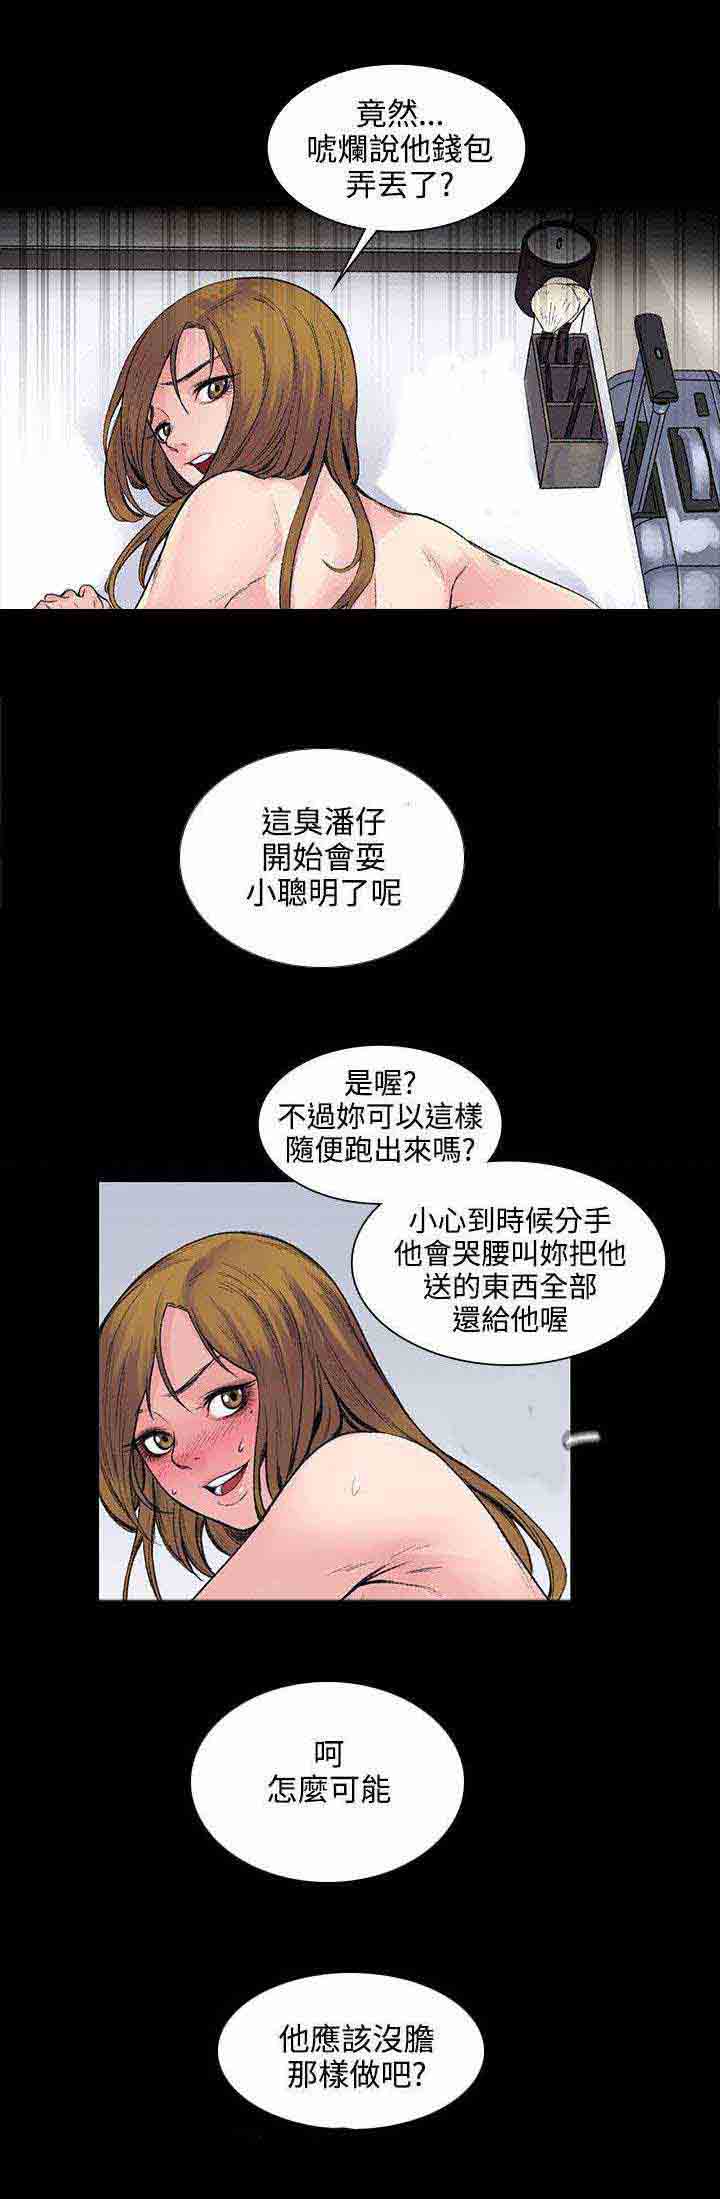 竟然...
唬爛說他錢包
弄丟了?
這臭潘仔
開始會耍
小聰明了呢
是喔?
不過妳可以這樣
隨便跑出來嗎?
小心到時候分手
他會哭腰叫妳把他
送的東西全部
還給他喔
呵
怎麼可能
他應該沒膽
那樣做吧?